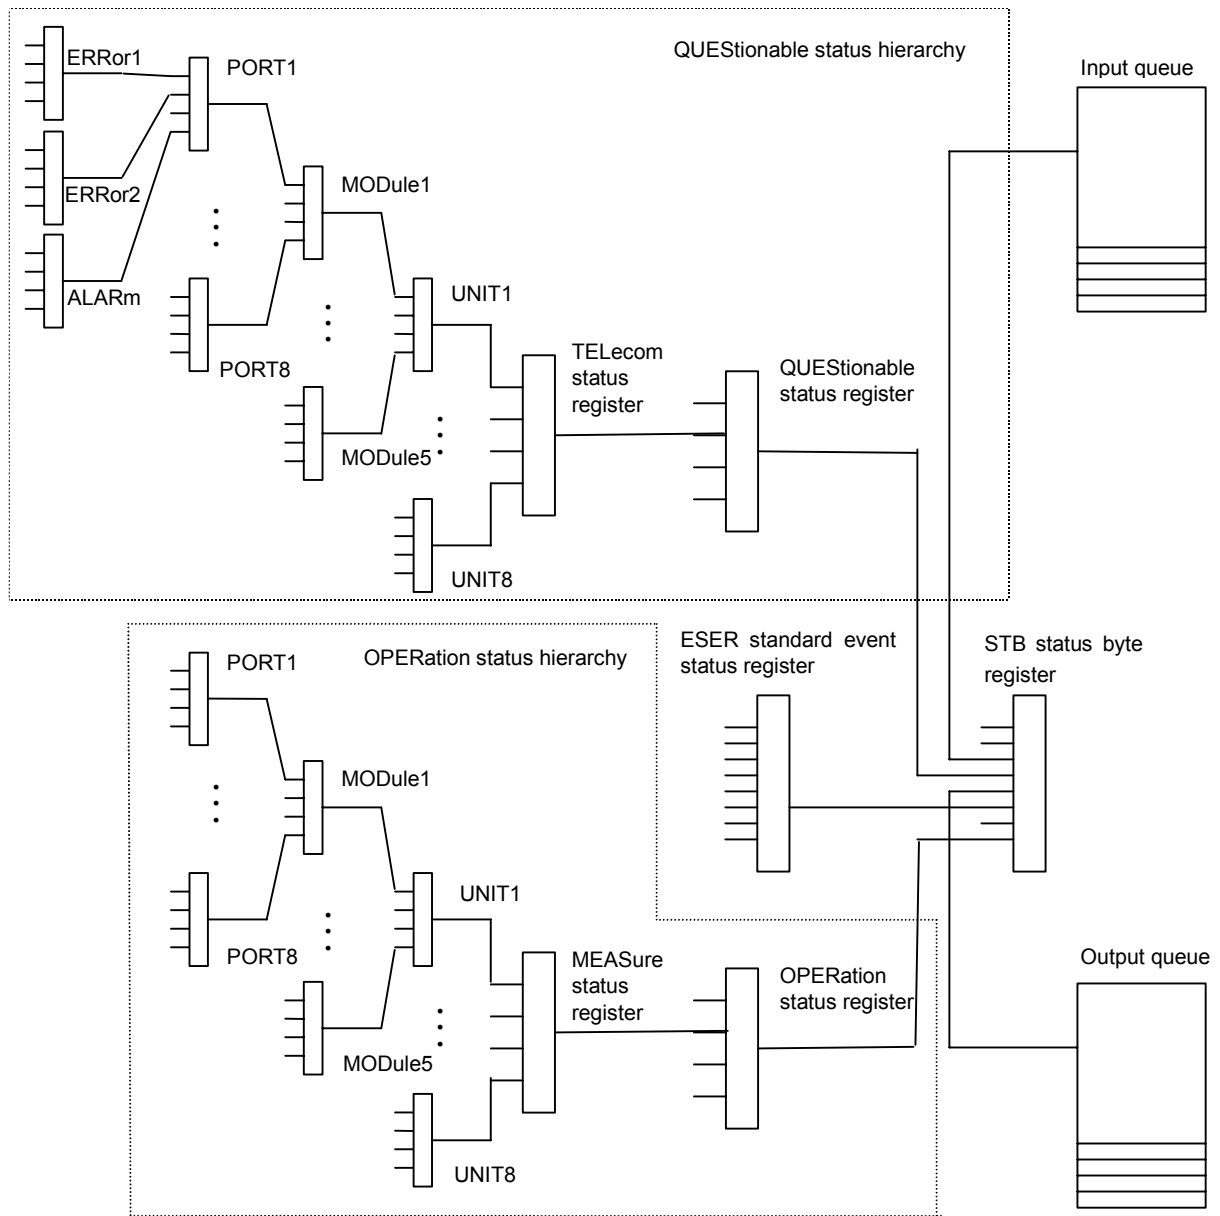 QUEStionable status hierarchy
ERRor1
PORT1
Input queue
ERRor2
MODule1
ALARm
UNIT1
PORT8
TELecom
status
register
QUEStionable
status register
MODule5
UNIT8
OPERation status hierarchy
PORT1
ESER standard event
status register
STB status byte
register
MODule1
UNIT1
PORT8
MEASure
status
register
OPERation
status register
Output queue
MODule5
UNIT8